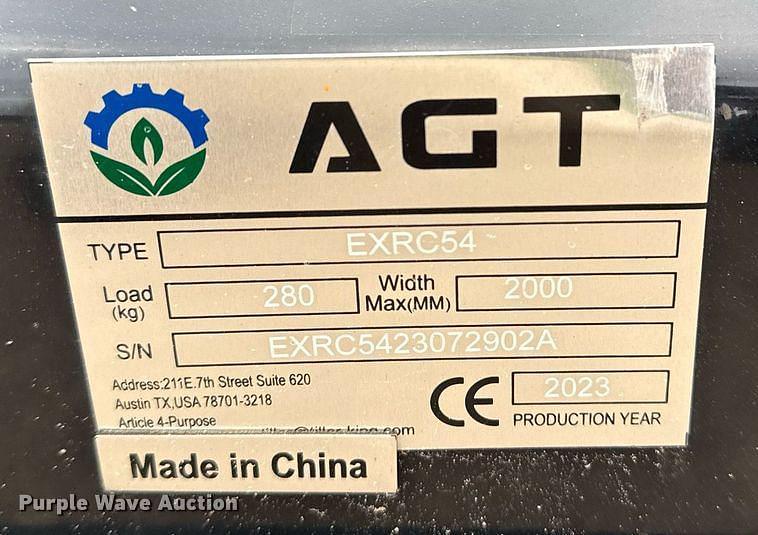 AGT
TYPE EXRC54
Load (kg) 280 Width Max(MM) 2000
S/N EXRC5423072902A
Address:211E.7th Street Suite 620
Austin TX,USA 78701-3218
Article 4-Purpose
CE 2023
PRODUCTION YEAR
Made in China
Purple Wave Auction